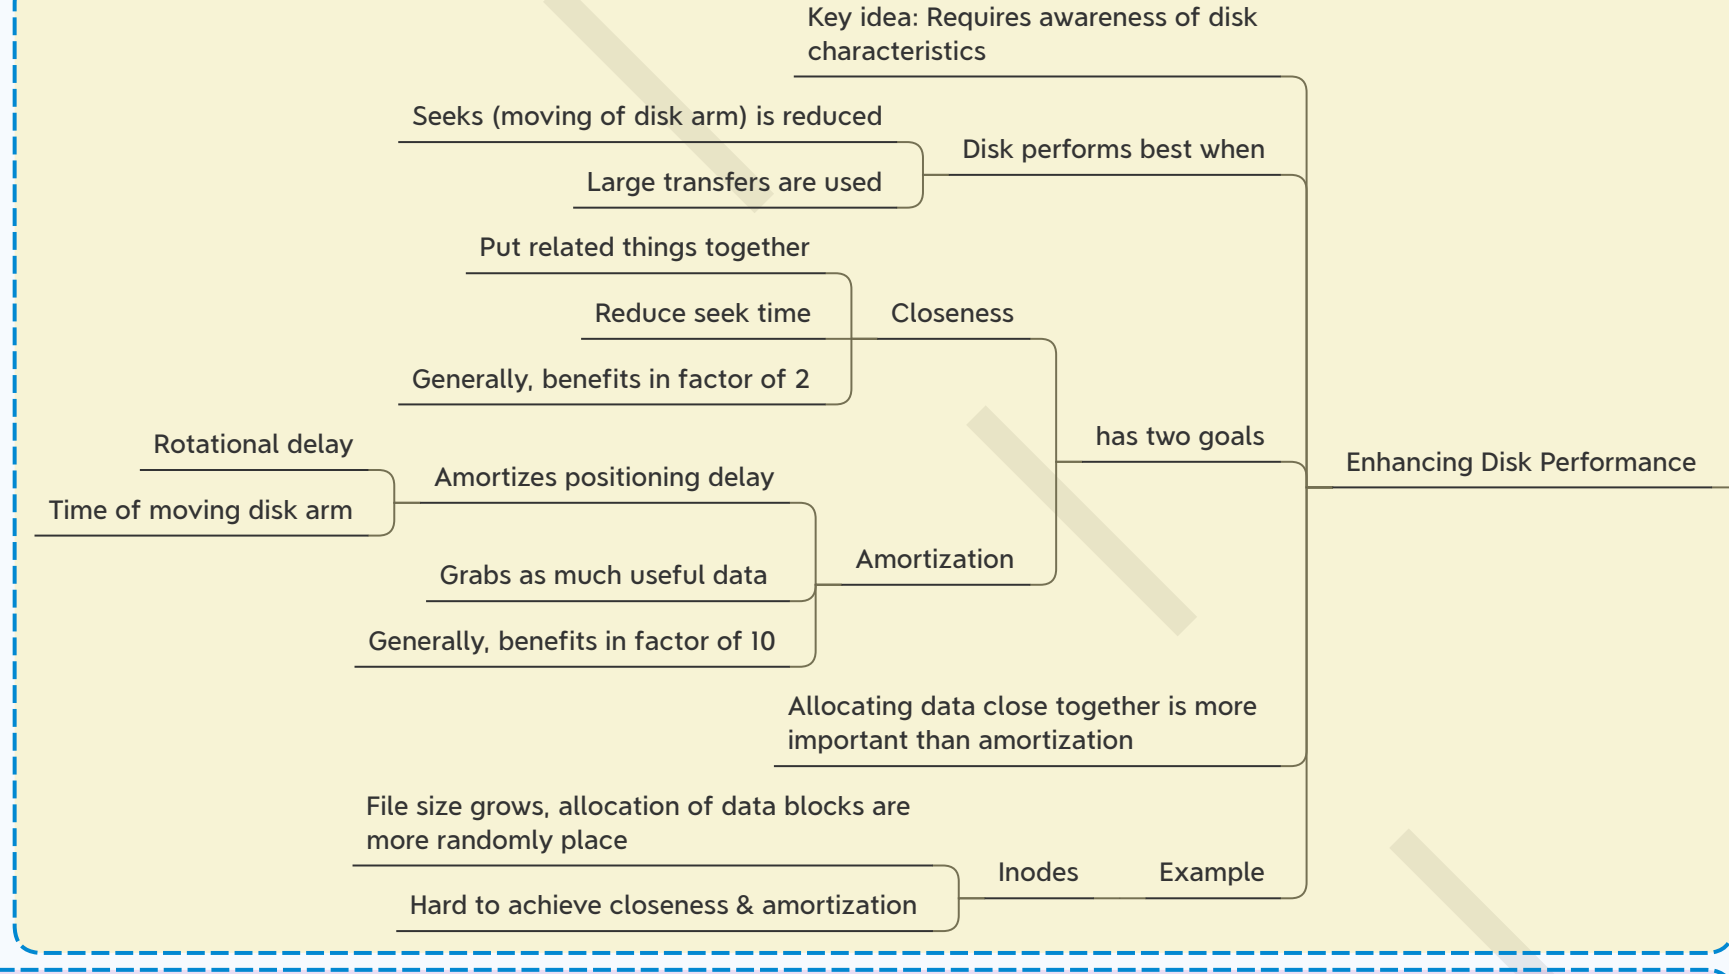 Key idea: Requires awareness of disk
characteristics
Seeks (moving of disk arm) is reduced
Disk performs best when
Large transfers are used
Put related things together
Reduce seek time
Closeness
Generally, benefits in factor of 2
has two goals
Rotational delay
Enhancing Disk Performance
Amortizes positioning delay
Time of moving disk arm
Amortization
Grabs as much useful data
Generally, benefits in factor of 10
Allocating data close together is more
important than amortization
File size grows, allocation of data blocks are
more randomly place
Inodes
Example
Hard to achieve closeness & amortization